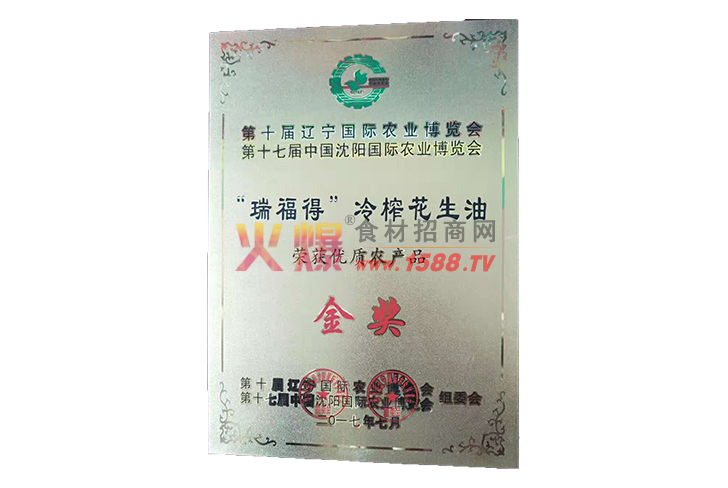 第十届辽宁国际农业博览会
第十七届中国沈阳国际农业博览会
“瑞福得”冷榨花生油
火爆®食材招商网
www.1588.TV
荣获优质农产品
金奖
第十届辽宁国际农业博览会
第十七届中国沈阳国际农业博览会 组委会
二〇一七年七月